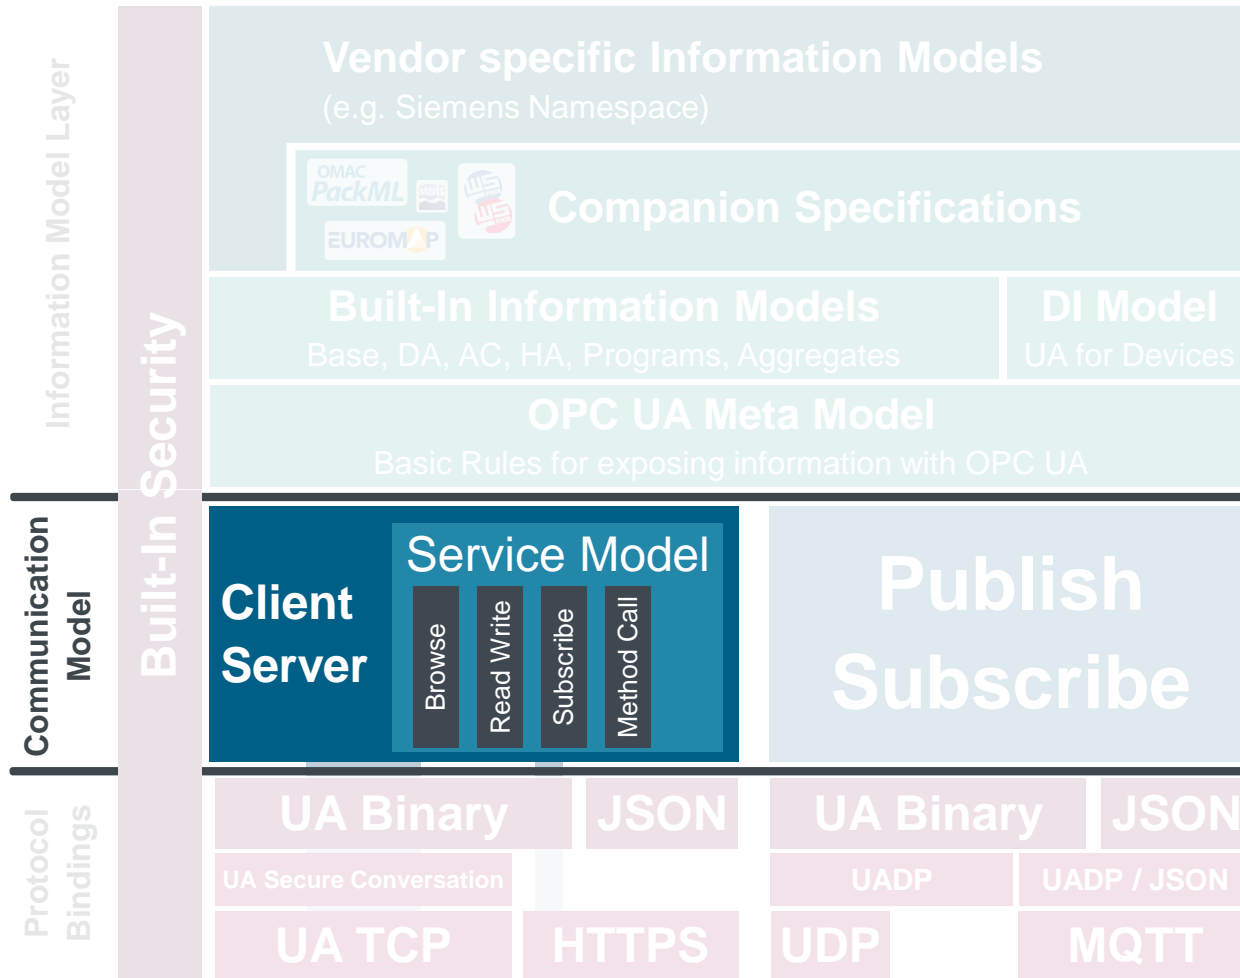 Information Model Layer
Built-In Security
Vendor specific Information Models
(e.g. Siemens Namespace)
OMAC
PackML
EUROMAP
Companion Specifications
Built-In Information Models
Base, DA, AC, HA, Programs, Aggregates
DI Model
UA for Devices
OPC UA Meta Model
Basic Rules for exposing information with OPC UA
Communication
Model
Client
Server
Service Model
Browse
Read Write
Subscribe
Method Call
Publish
Subscribe
Protocol
Bindings
UA Binary
JSON
UA Binary
JSON
UA Secure Conversation
UADP
UADP / JSON
UA TCP
HTTPS
UDP
MQTT